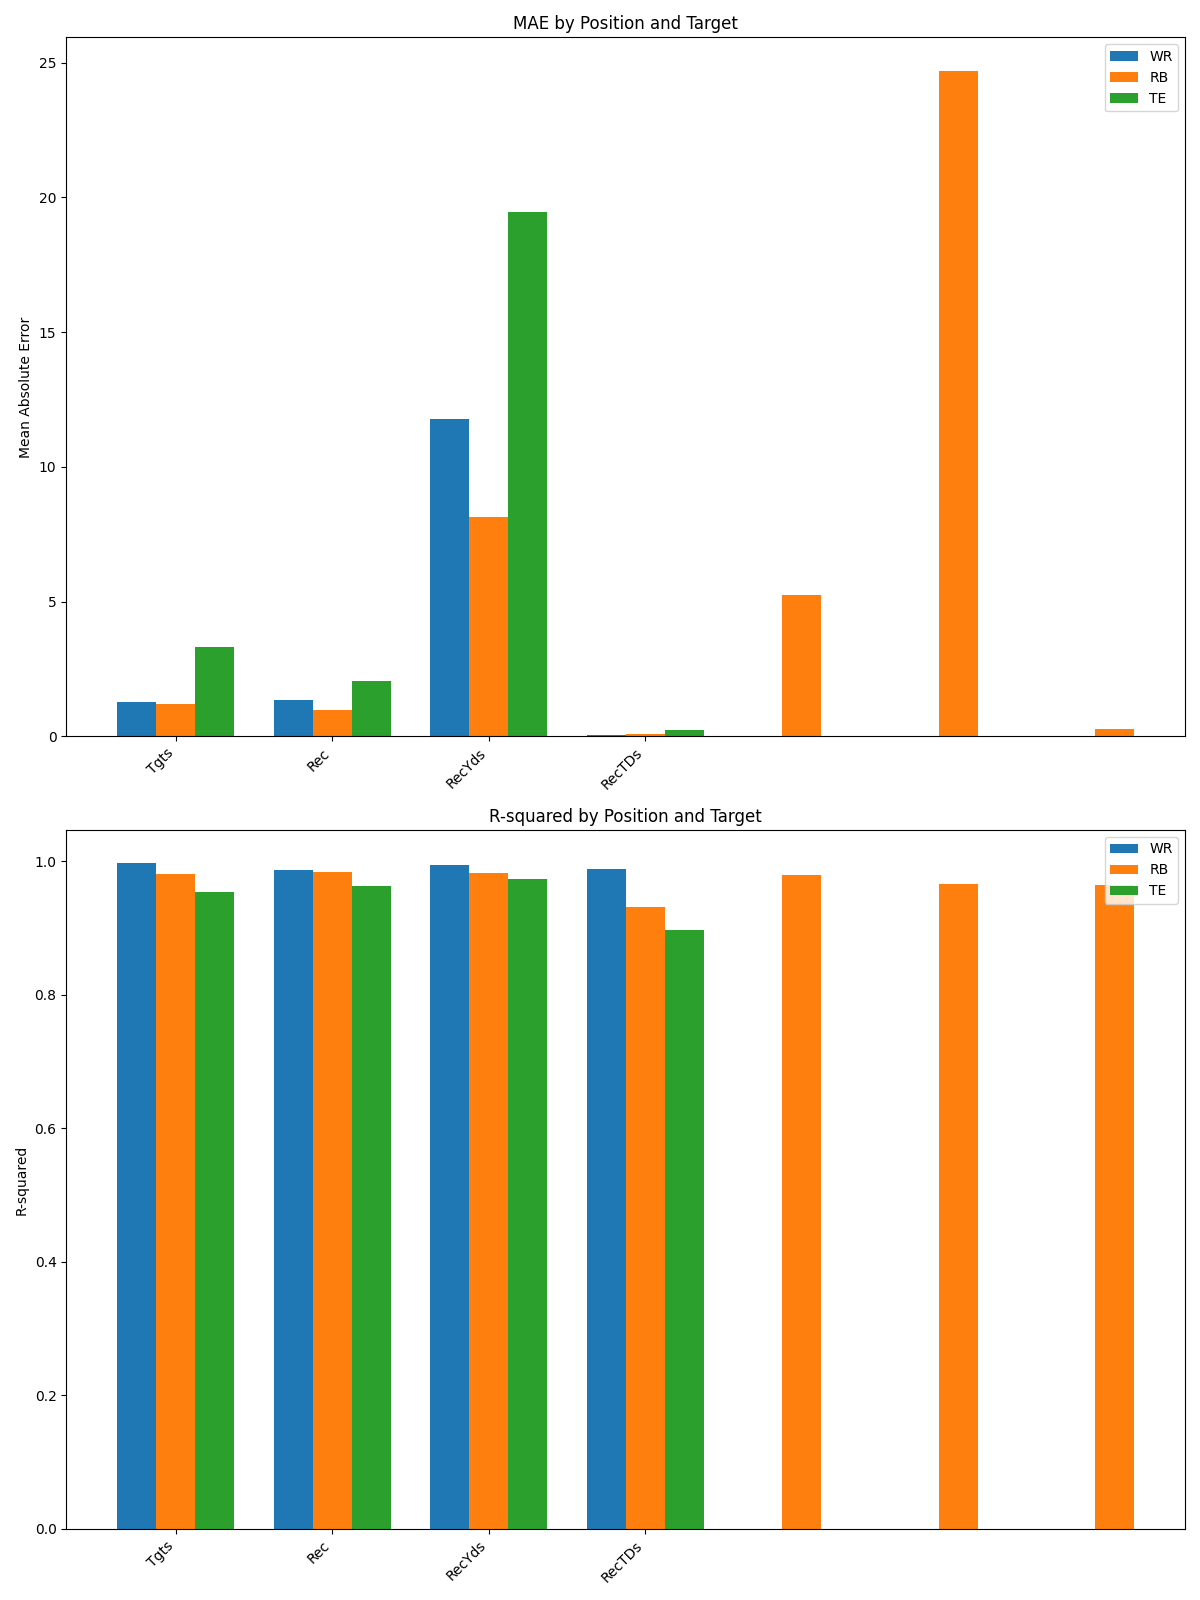 MAE by Position and Target
WR
RB
TE
Mean Absolute Error
25
20
15
10
5
0
Tgts
Rec
RecYds
RecTDs
R-squared by Position and Target
WR
RB
TE
R-squared
1.0
0.8
0.6
0.4
0.2
0.0
Tgts
Rec
RecYds
RecTDs